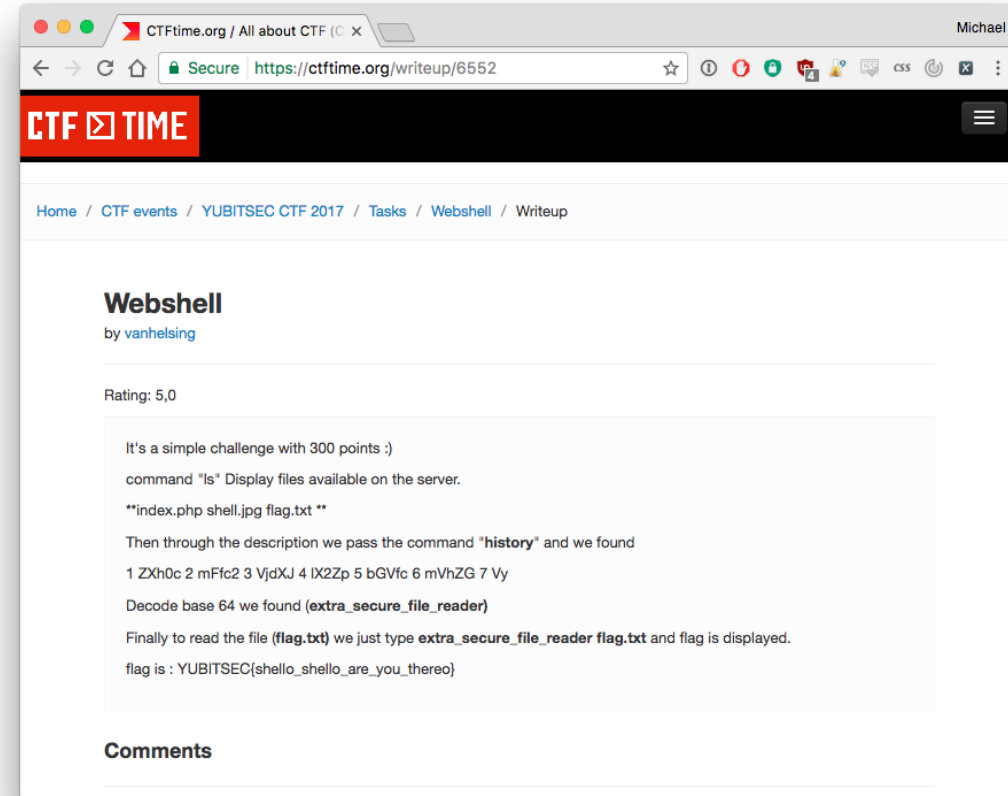 CTFtime.org / All about CTF (C
Michael
Secure https://ctftime.org/writeup/6552
4
CSS
css
CTF TIME
Home / CTF events / YUBITSEC CTF 2017 / Tasks / Webshell / Writeup
Webshell
by vanhelsing
Rating: 5,0
It's a simple challenge with 300 points :)
command "ls" Display files available on the server.
**index.php shell.jpg flag.txt **
Then through the description we pass the command "history" and we found
1 ZXh0c 2 mFfc2 3 VjdXJ 4 lX2Zp 5 bGVfc 6 mVhZG 7 Vy
Decode base 64 we found (extra_secure_file_reader)
Finally to read the file (flag.txt) we just type extra_secure_file_reader flag.txt and flag is displayed.
flag is : YUBITSEC{shello_shello_are_you_thereo}
Comments